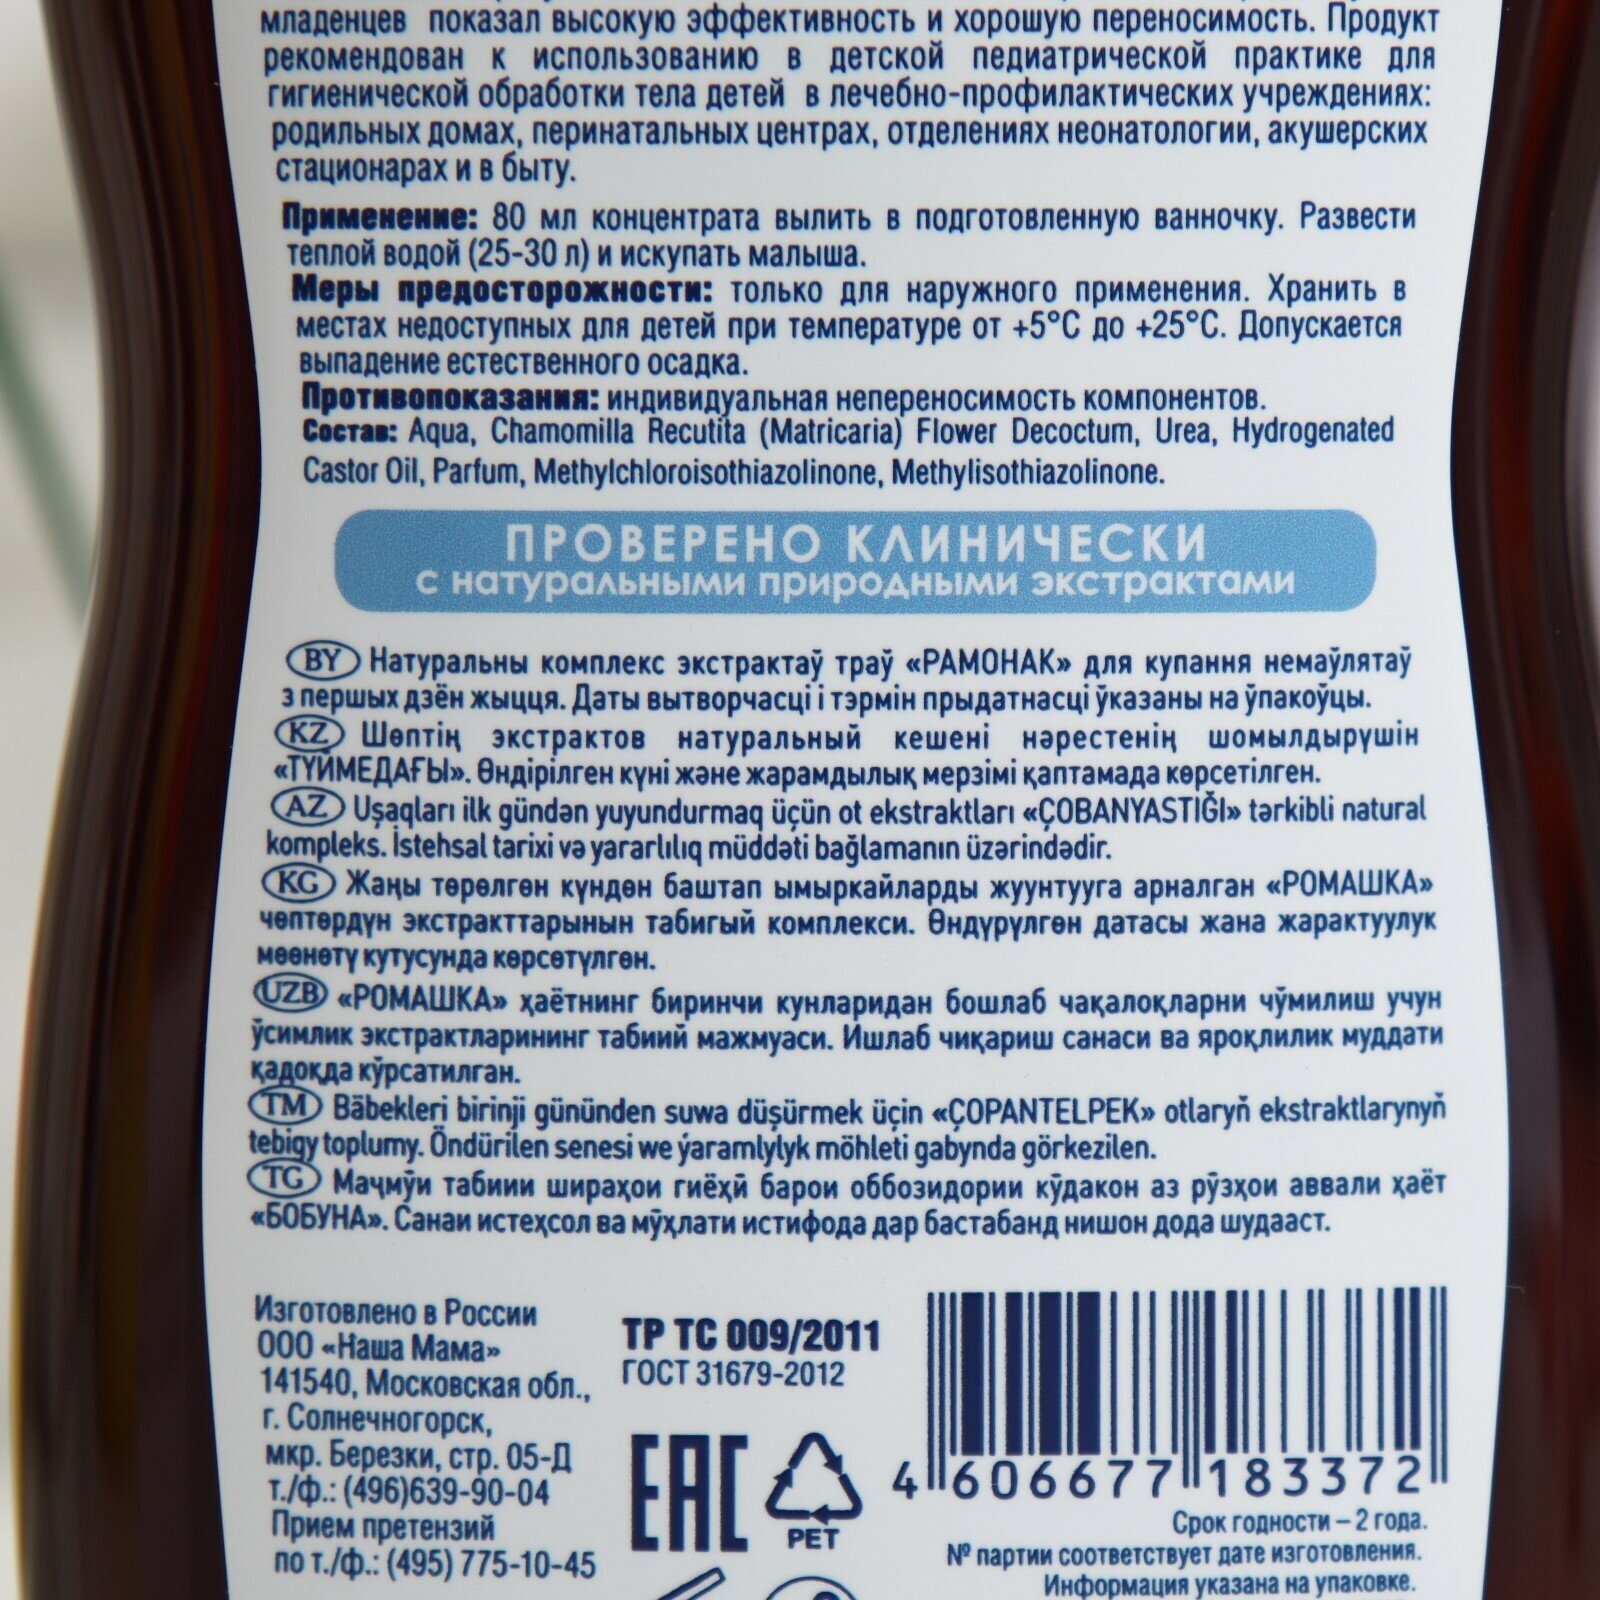 младенцев показал высокую эффективность и хорошую переносимость. Продукт
рекомендован к использованию в детской педиатрической практике для
гигиенической обработки тела детей в лечебно-профилактических учреждениях:
родильных домах, перинатальных центрах, отделениях неонатологии, акушерских
стационарах и в быту.
Применение: 80 мл концентрата вылить в подготовленную ванночку. Развести
теплой водой (25-30 л) и искупать малыша.
Меры предосторожности: только для наружного применения. Хранить в
местах недоступных для детей при температуре от +5°С до +25°С. Допускается
выпадение естественного осадка.
Противопоказания: индивидуальная непереносимость компонентов.
Состав: Aqua, Chamomilla Recutita (Matricaria) Flower Decoctum, Urea, Hydrogenated
Castor Oil, Parfum, Methylchloroisothiazolinone, Methylisothiazolinone.
ПРОВЕРЕНО КЛИНИЧЕСКИ
с натуральными природными экстрактами
BY Натуральны комплекс экстрактаў траў «РАМОНАК» для купання немаўлятаў
з першых дзён жыцця. Даты вытворчасці і тэрмін прыдатнасці ўказаны на ўпакоўцы.
KZ Шөптің экстрактов натуральный кешені нәрестенің шомылдырүшін
«ТҮЙМЕДАҒЫ». Өндірілген күні және жарамдылық мерзімі қаптамада көрсетілген.
AZ Uşaqları ilk gündən yuyundurmaq üçün ot ekstraktları «ÇOBANYASTIĞI» tərkibli natural
kompleks. İstehsal tarixi və yararlılıq müddəti bağlamanın üzərindədir.
KG Жаңы төрөлгөн күндөн баштап ымыркайларды жуунтууга арналган «РОМАШКА»
чөптөрдүн экстракттарынын табигый комплекси. Өндүрүлгөн датасы жана жарактуулук
мөөнөтү кутусунда көрсөтүлгөн.
UZB «РОМАШКА» ҳаётнинг биринчи кунларидан бошлаб чақалоқларни чўмилиш учун
ўсимлик экстрактларининг табиий мажмуаси. Ишлаб чиқариш санаси ва яроқлилик муддати
қадоқда кўрсатилган.
TM Bäbekleri birinji gününden suwa düşürmek üçin «ÇOPANTELPEK» otlaryň ekstraktlarynyň
tebigy toplumy. Öndürilen senesi we ýaramlylyk möhleti gabynda görkezilen.
TG Маҷмӯи табиии шираҳои гиёҳӣ барои оббозидории кӯдакон аз рӯзҳои аввали ҳаёт
«БОБУНА». Санаи истеҳсол ва мӯҳлати истифода дар бастабанд нишон дода шудааст.
Изготовлено в России
ООО «Наша Мама»
141540, Московская обл.,
г. Солнечногорск,
мкр. Березки, стр. 05-Д
т./ф.: (496)639-90-04
Прием претензий
по т./ф.: (495) 775-10-45
ТР ТС 009/2011
ГОСТ 31679-2012
EAC
PET
4 606677 183372
Срок годности – 2 года.
№ партии соответствует дате изготовления.
Информация указана на упаковке.